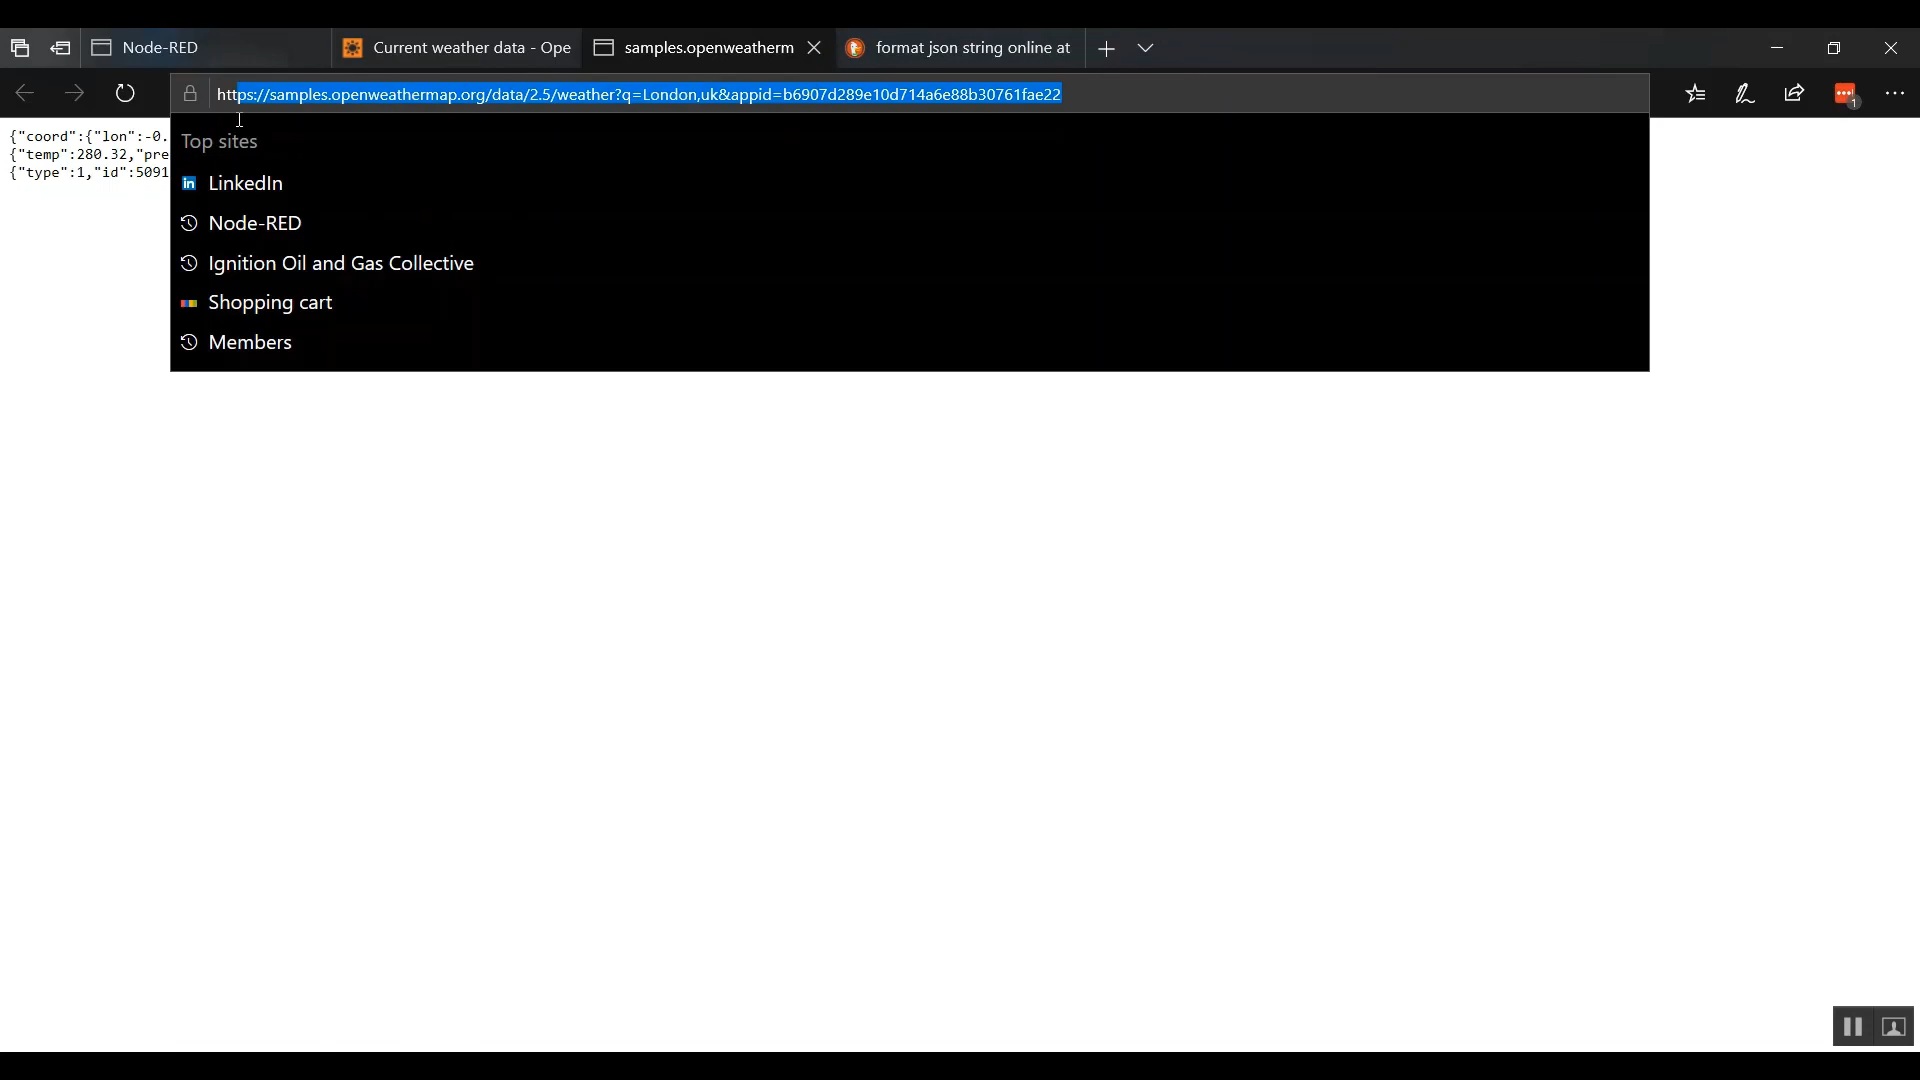 Node-RED
Current weather data - Ope
samples.openweatherm
format json string online at
https://samples.openweathermap.org/data/2.5/weather?q=London,uk&appid=b6907d289e10d714a6e88b30761fae22
1
{"coord":{"lon":-0.
{"temp":280.32,"pre
{"type":1,"id":5091
Top sites
in LinkedIn
Node-RED
Ignition Oil and Gas Collective
Shopping cart
Members